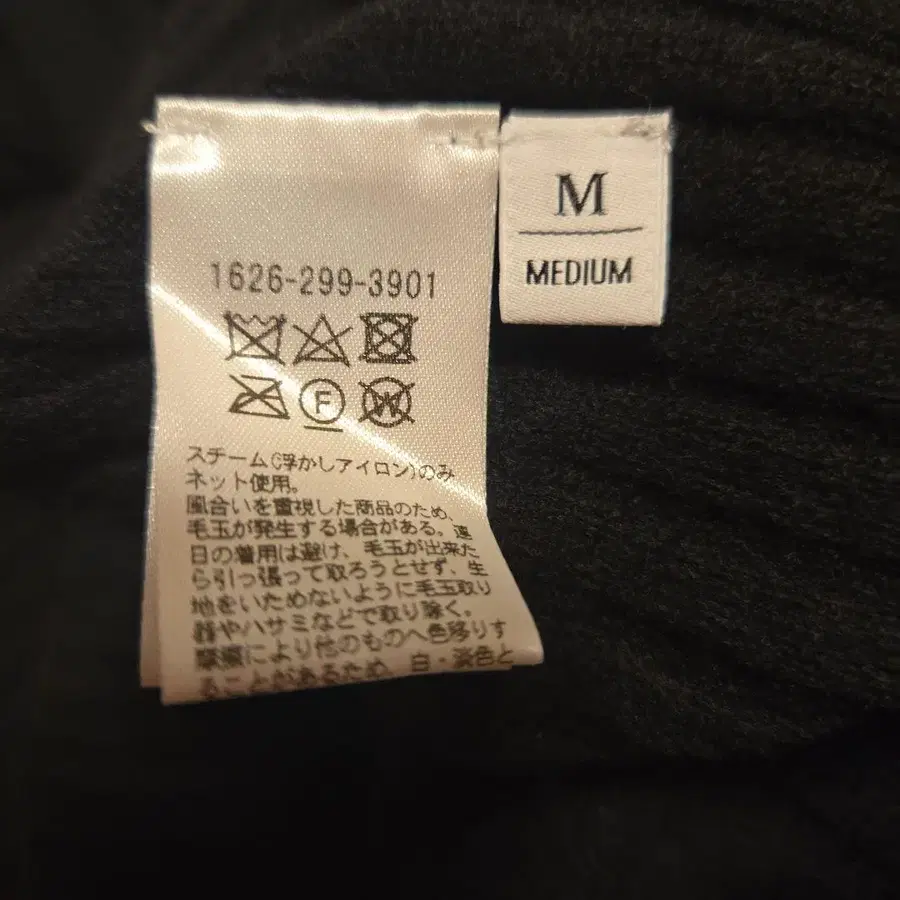 1626-299-3901
F
W
スチーム(浮かしアイロン)のみ
ネット使用。
風合いを重視した商品のため、
毛玉が発生する場合がある。連
日の着用は避け、毛玉が出来た
ら引っ張って取ろうとせず、生
地をいためないように毛玉取り
器やハサミなどで取り除く。
摩擦により他のものへ色移りす
ることがあるため、白・淡色と
M
MEDIUM